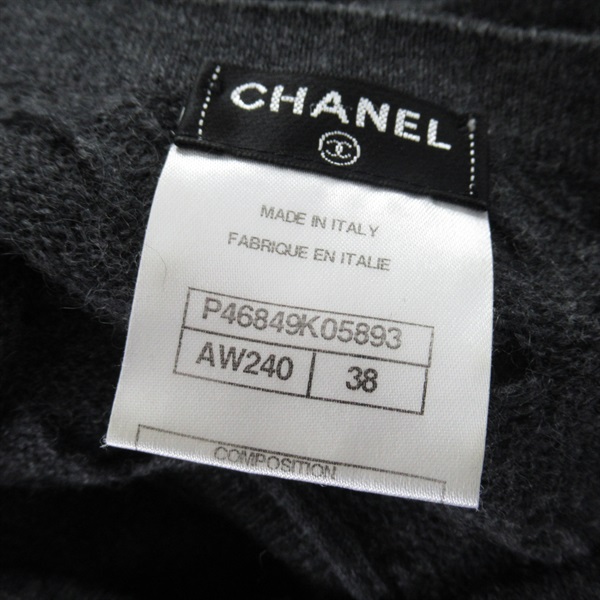 CHANEL
MADE IN ITALY
FABRIQUE EN ITALIE
P46849K05893
AW240 38
COMPOSITION